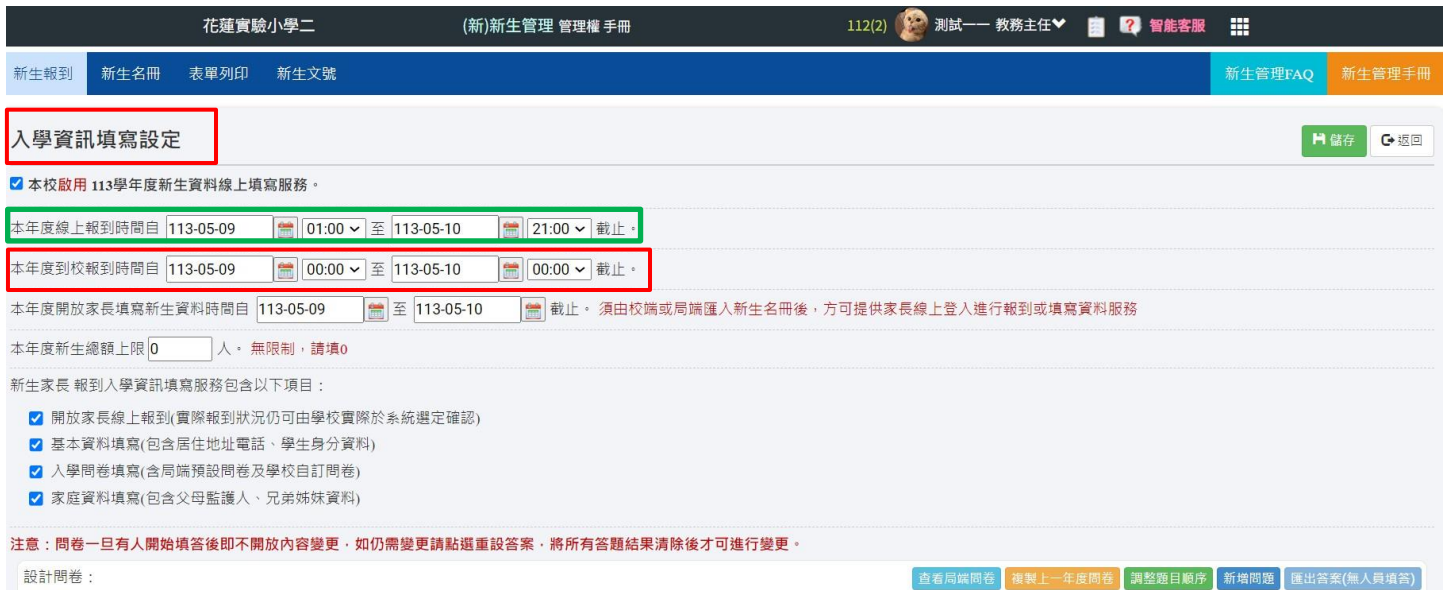 花蓮實驗小學二 (新)新生管理 管理權 手冊 112(2) 測試一一 教務主任 智能客服
新生報到 新生名冊 表單列印 新生文號 新生管理FAQ 新生管理手冊
入學資訊填寫設定 儲存 返回
本校啟用 113學年度新生資料線上填寫服務。
本年度線上報到時間自 113-05-09 01:00 至 113-05-10 21:00 截止。
本年度到校報到時間自 113-05-09 00:00 至 113-05-10 00:00 截止。
本年度開放家長填寫新生資料時間自 113-05-09 至 113-05-10 截止。 須由校端或局端匯入新生名冊後，方可提供家長線上登入進行報到或填寫資料服務
本年度新生總額上限 0 人。 無限制，請填0
新生家長 報到入學資訊填寫服務包含以下項目：
開放家長線上報到(實際報到狀況仍可由學校實際於系統選定確認)
基本資料填寫(包含居住地址電話、學生身分資料)
入學問卷填寫(含局端預設問卷及學校自訂問卷)
家庭資料填寫(包含父母監護人、兄弟姊妹資料)
注意：問卷一旦有人開始填答後即不開放內容變更，如仍需變更請點選重設答案，將所有答題結果清除後才可進行變更。
設計問卷： 查看局端問卷 複製上一年度問卷 調整題目順序 新增問題 匯出答案(無人員填答)